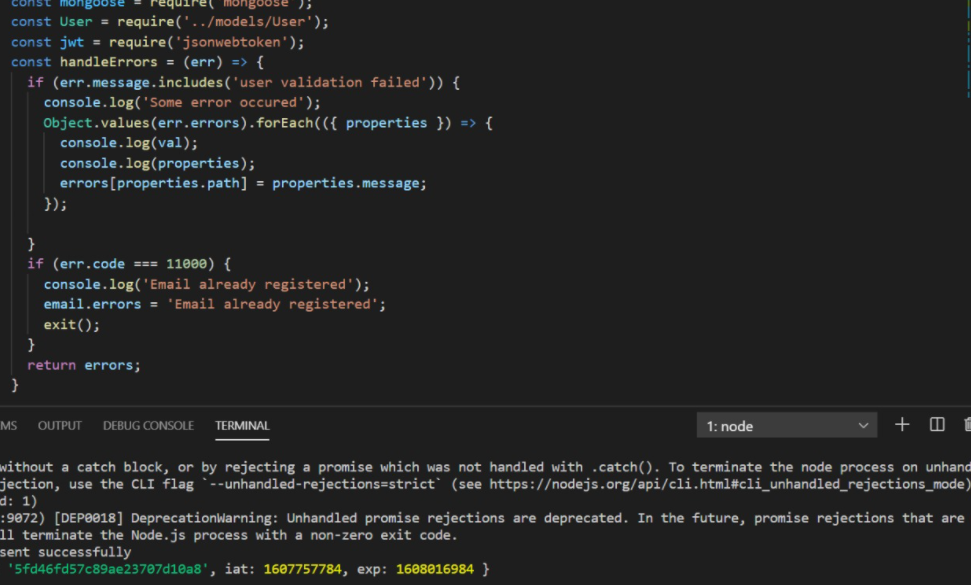 const mongoose = require('mongoose');
const User = require('../models/User');
const jwt = require('jsonwebtoken');
const handleErrors = (err) => {
if (err.message.includes('user validation failed')) {
console.log('Some error occured');
Object.values(err.errors).forEach(({ properties }) => {
console.log(val);
console.log(properties);
errors[properties.path] = properties.message;
});
}
if (err.code === 11000) {
console.log('Email already registered');
email.errors = 'Email already registered';
exit();
}
return errors;
}
MS OUTPUT DEBUG CONSOLE TERMINAL 1: node
without a catch block, or by rejecting a promise which was not handled with .catch(). To terminate the node process on unhand
jection, use the CLI flag `--unhandled-rejections=strict` (see https://nodejs.org/api/cli.html#cli_unhandled_rejections_mode)
d: 1)
:9072) [DEP0018] DeprecationWarning: Unhandled promise rejections are deprecated. In the future, promise rejections that are
ll terminate the Node.js process with a non-zero exit code.
sent successfully
'5fd46fd57c89ae23707d10a8', iat: 1607757784, exp: 1608016984 }